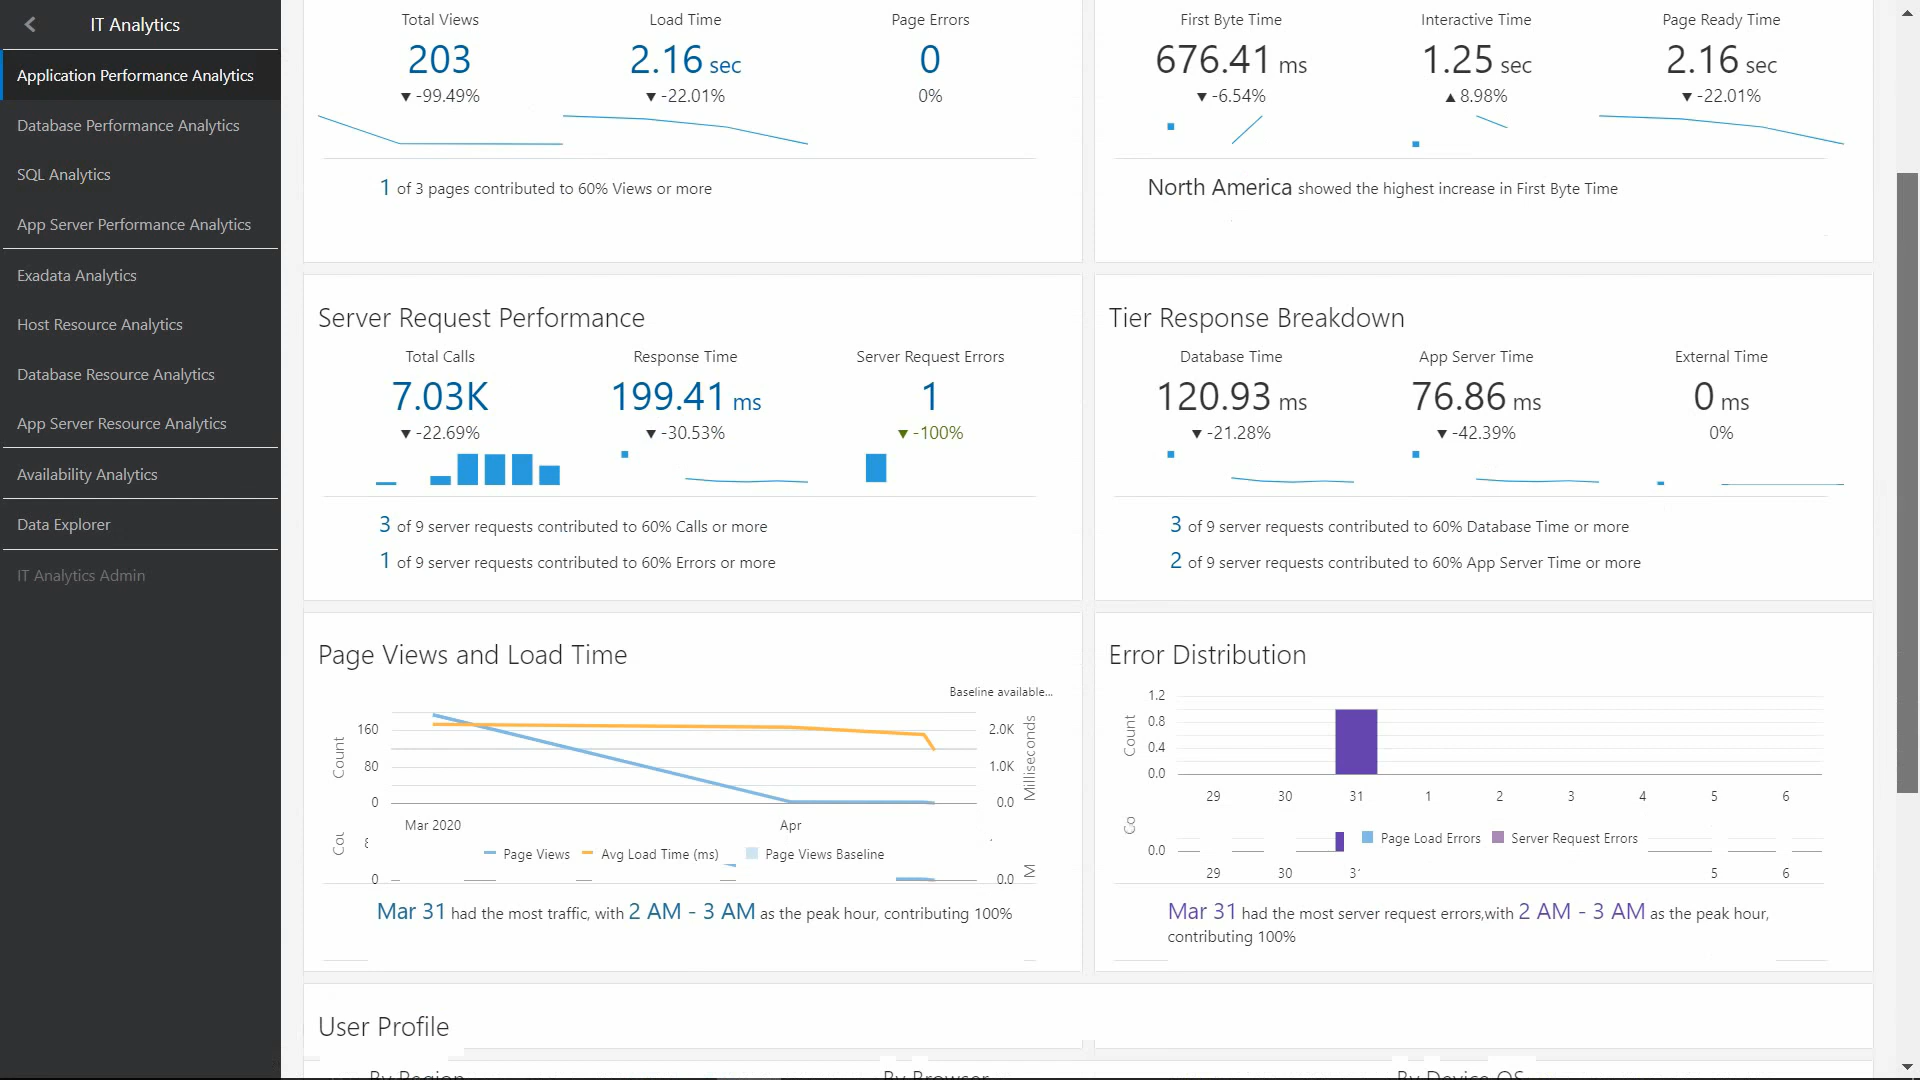 IT Analytics
Application Performance Analytics
Database Performance Analytics
SQL Analytics
App Server Performance Analytics
Exadata Analytics
Host Resource Analytics
Database Resource Analytics
App Server Resource Analytics
Availability Analytics
Data Explorer
IT Analytics Admin
Total Views Load Time Page Errors
203 2.16 sec 0
▼ -99.49% ▼ -22.01% 0%
1 of 3 pages contributed to 60% Views or more
First Byte Time Interactive Time Page Ready Time
676.41 ms 1.25 sec 2.16 sec
▼ -6.54% ▲ 8.98% ▼ -22.01%
North America showed the highest increase in First Byte Time
Server Request Performance
Total Calls Response Time Server Request Errors
7.03K 199.41 ms 1
▼ -22.69% ▼ -30.53% ▼ -100%
3 of 9 server requests contributed to 60% Calls or more
1 of 9 server requests contributed to 60% Errors or more
Tier Response Breakdown
Database Time App Server Time External Time
120.93 ms 76.86 ms 0 ms
▼ -21.28% ▼ -42.39% 0%
3 of 9 server requests contributed to 60% Database Time or more
2 of 9 server requests contributed to 60% App Server Time or more
Page Views and Load Time
Baseline available...
Count
160
80
0
2.0K
1.0K
0.0
Milliseconds
Mar 2020 Apr
Page Views Avg Load Time (ms) Page Views Baseline
0 0.0 M
Mar 31 had the most traffic, with 2 AM - 3 AM as the peak hour, contributing 100%
Error Distribution
Count
1.2
0.8
0.4
0.0
29 30 31 1 2 3 4 5 6
Co
Page Load Errors Server Request Errors
0.0
29 30 5 6
Mar 31 had the most server request errors,with 2 AM - 3 AM as the peak hour,
contributing 100%
User Profile
By Region By Browser By Device OS